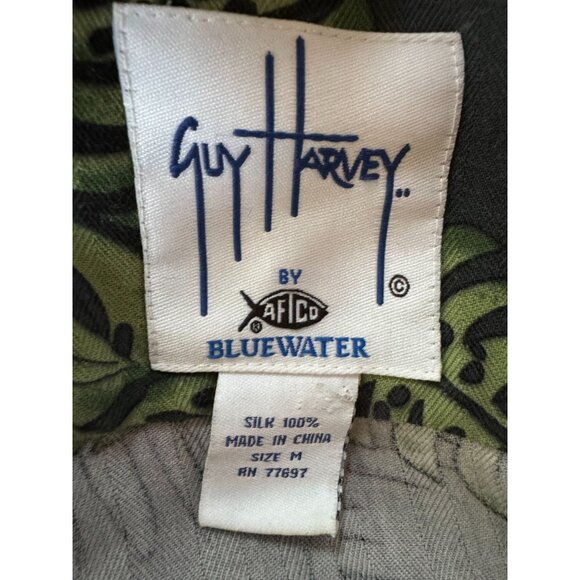 GUY HARVEY..
©
BY
AFTCO ®
BLUEWATER
SILK 100%
MADE IN CHINA
SIZE M
RN 77697